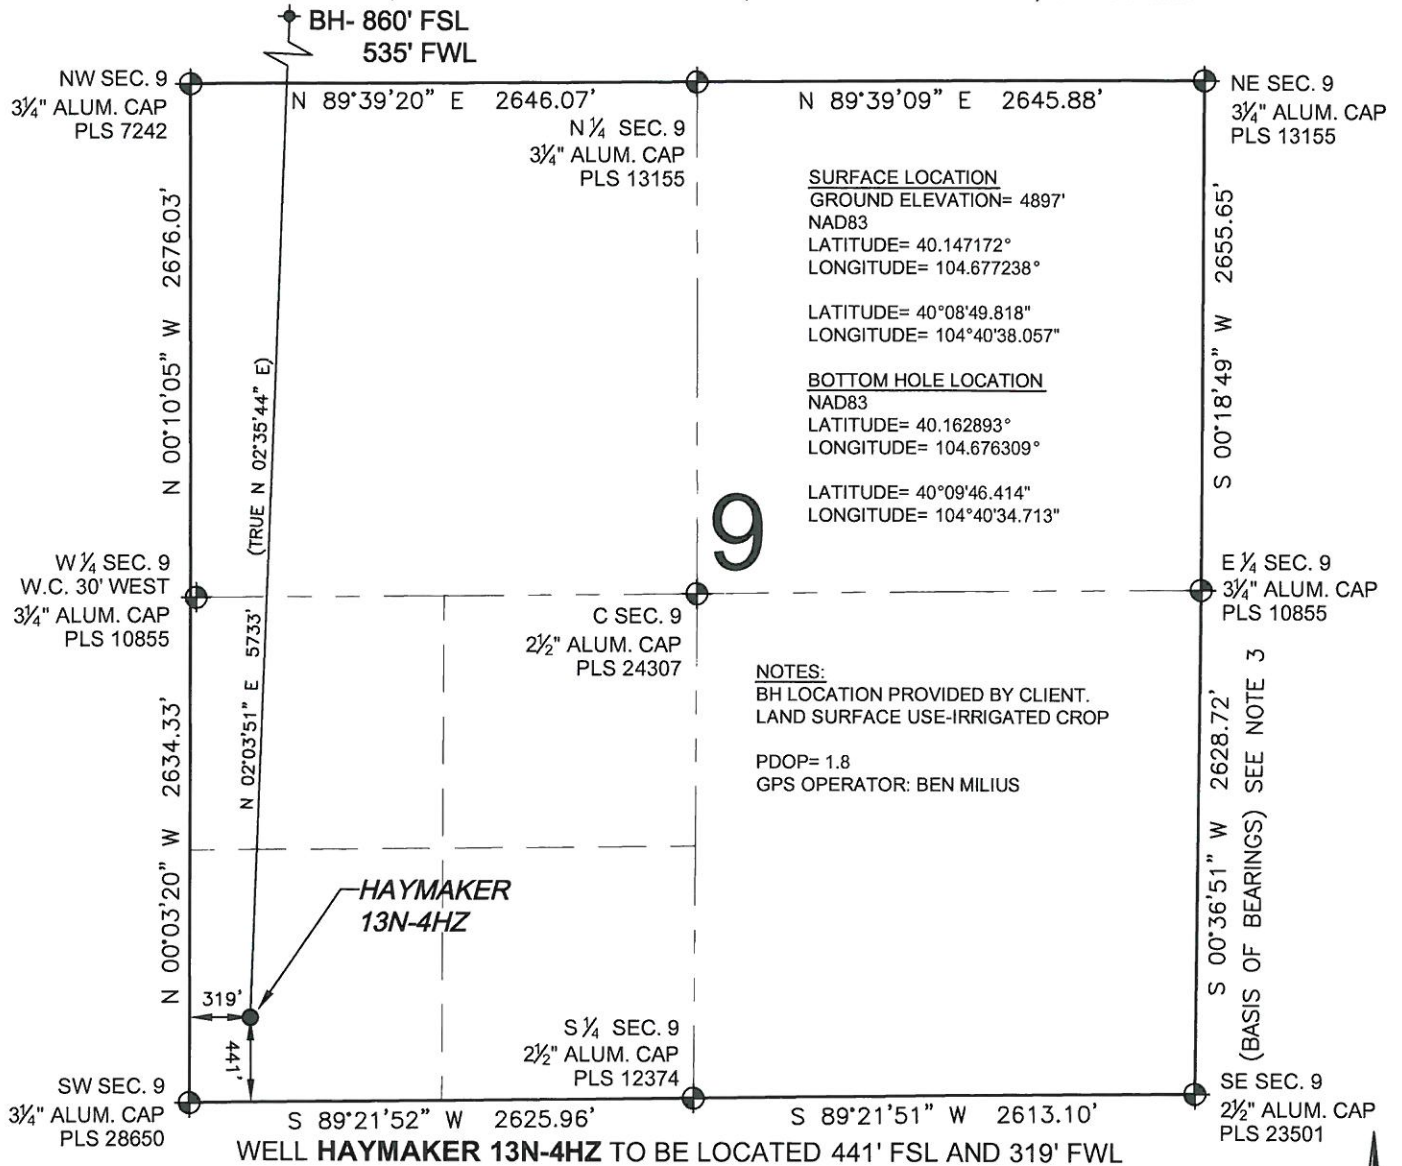 BH- 860' FSL
535' FWL
NW SEC. 9
3¼" ALUM. CAP
PLS 7242
N 89°39'20" E 2646.07'
N ¼ SEC. 9
3¼" ALUM. CAP
PLS 13155
N 89°39'09" E 2645.88'
NE SEC. 9
3¼" ALUM. CAP
PLS 13155
SURFACE LOCATION
GROUND ELEVATION= 4897'
NAD83
LATITUDE= 40.147172°
LONGITUDE= 104.677238°
LATITUDE= 40°08'49.818"
LONGITUDE= 104°40'38.057"
BOTTOM HOLE LOCATION
NAD83
LATITUDE= 40.162893°
LONGITUDE= 104.676309°
LATITUDE= 40°09'46.414"
LONGITUDE= 104°40'34.713"
N 00°10'05" W 2676.03'
(TRUE N 02°35'44" E)
S 00°18'49" W 2655.65'
9
W ¼ SEC. 9
W.C. 30' WEST
3¼" ALUM. CAP
PLS 10855
C SEC. 9
2½" ALUM. CAP
PLS 24307
E ¼ SEC. 9
3¼" ALUM. CAP
PLS 10855
NOTES:
BH LOCATION PROVIDED BY CLIENT.
LAND SURFACE USE-IRRIGATED CROP
PDOP= 1.8
GPS OPERATOR: BEN MILIUS
N 00°03'20" W 2634.33'
N 02°03'51" E 5733'
S 00°36'51" W 2628.72'
(BASIS OF BEARINGS) SEE NOTE 3
HAYMAKER
13N-4HZ
319'
441'
SW SEC. 9
3¼" ALUM. CAP
PLS 28650
S 89°21'52" W 2625.96'
S ¼ SEC. 9
2½" ALUM. CAP
PLS 12374
S 89°21'51" W 2613.10'
SE SEC. 9
2½" ALUM. CAP
PLS 23501
WELL HAYMAKER 13N-4HZ TO BE LOCATED 441' FSL AND 319' FWL